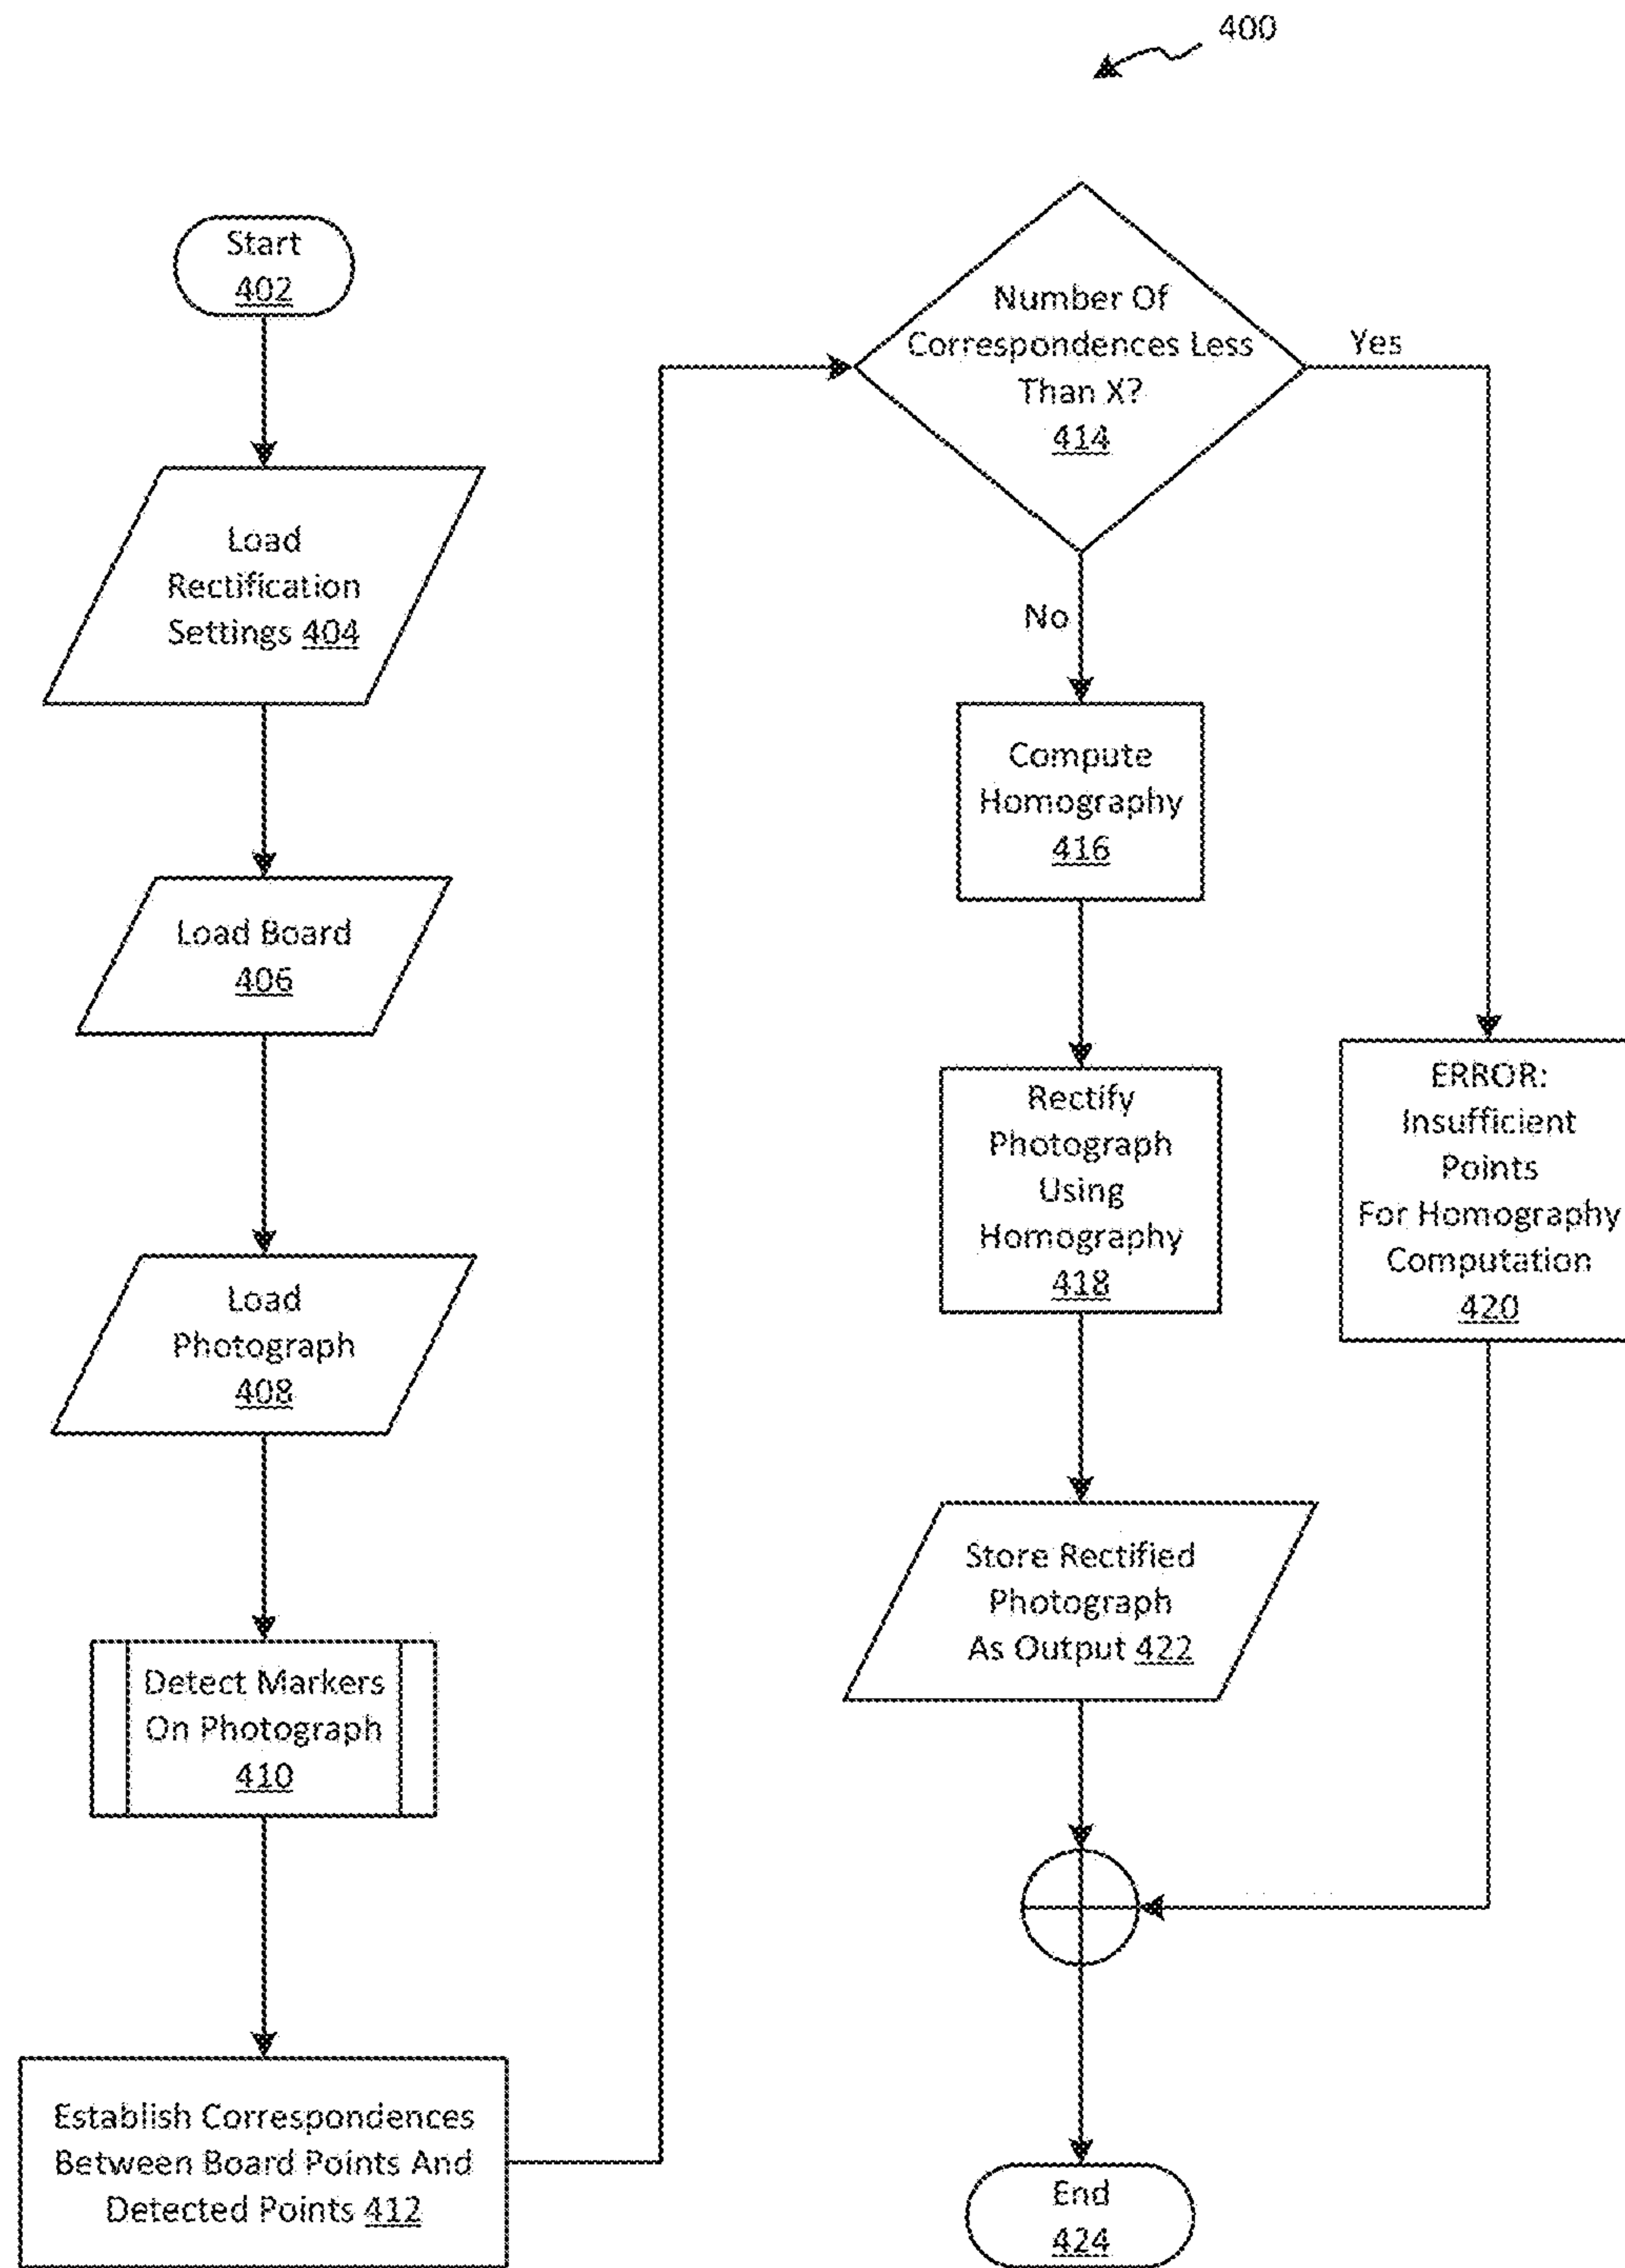 400
Start
402
Load
Rectification
Settings 404
Load Board
406
Load
Photograph
408
Detect Markers
On Photograph
410
Establish Correspondences
Between Board Points And
Detected Points 412
Number Of
Correspondences Less
Than X?
414
Yes
No
Compute
Homography
416
Rectify
Photograph
Using
Homography
418
ERROR:
Insufficient
Points
For Homography
Computation
420
Store Rectified
Photograph
As Output 422
End
424